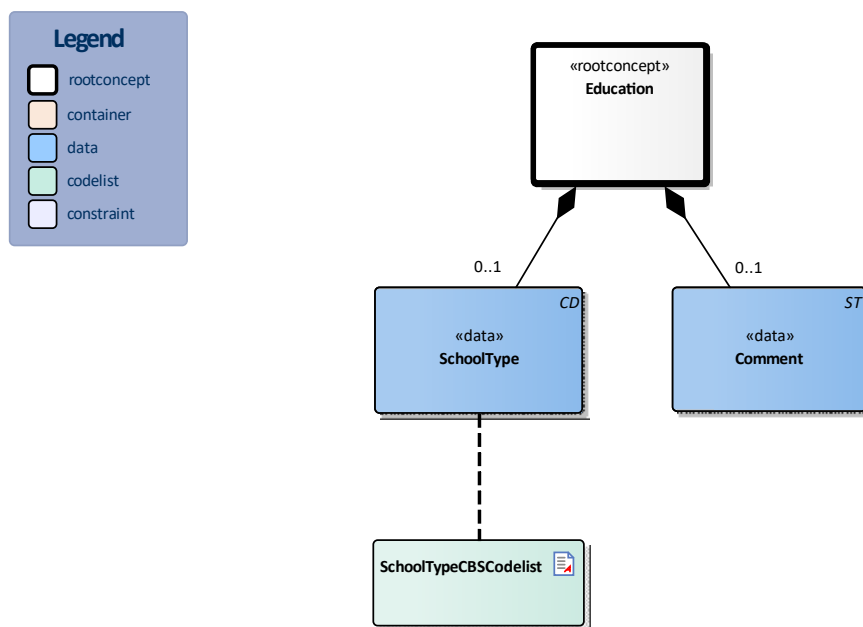 Legend
rootconcept
container
data
codelist
constraint
«rootconcept»
Education
0..1
0..1
CD
«data»
SchoolType
ST
«data»
Comment
SchoolTypeCBSCodelist